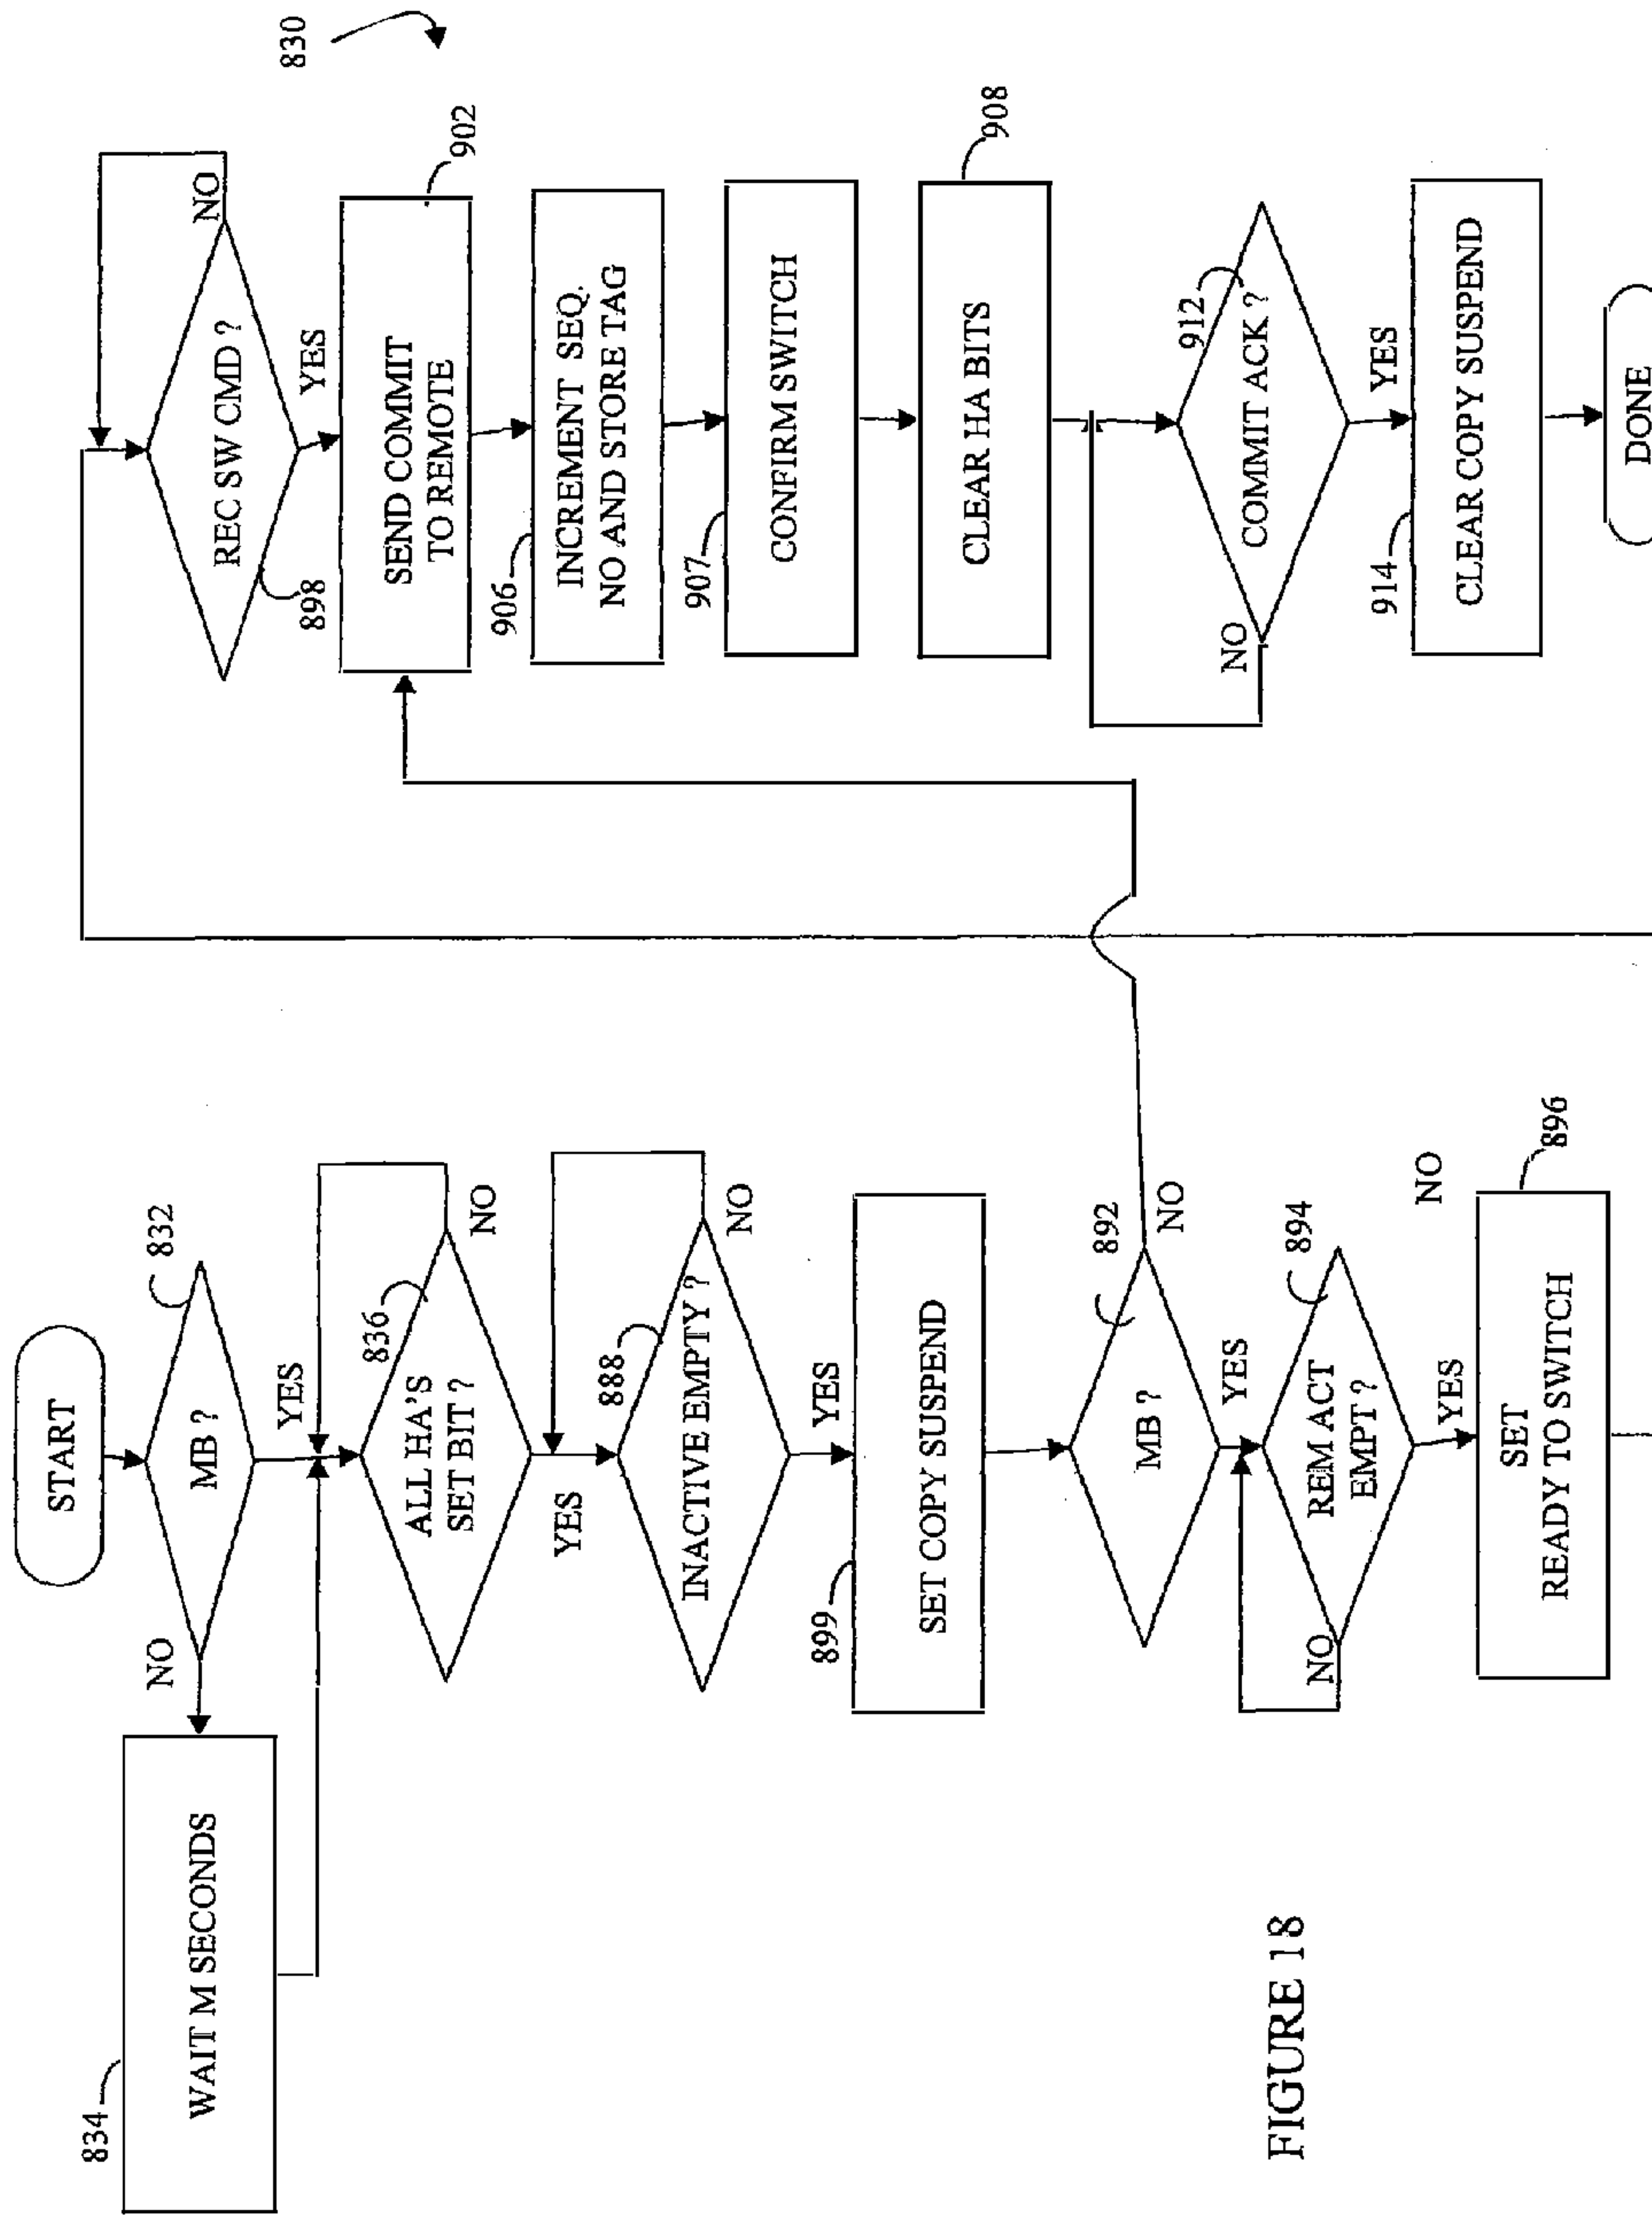 830
START
MB ?
832
NO
YES
834
WAIT M SECONDS
836
ALL HA'S
SET BIT ?
NO
YES
888
INACTIVE EMPTY ?
NO
YES
899
SET COPY SUSPEND
892
MB ?
NO
YES
894
REM ACT
EMPT ?
NO
NO
YES
896
SET
READY TO SWITCH
REC SW CMD ?
NO
898
YES
902
SEND COMMIT
TO REMOTE
906
INCREMENT SEQ.
NO AND STORE TAG
907
CONFIRM SWITCH
908
CLEAR HA BITS
912
COMMIT ACK ?
NO
YES
914
CLEAR COPY SUSPEND
DONE
FIGURE 18